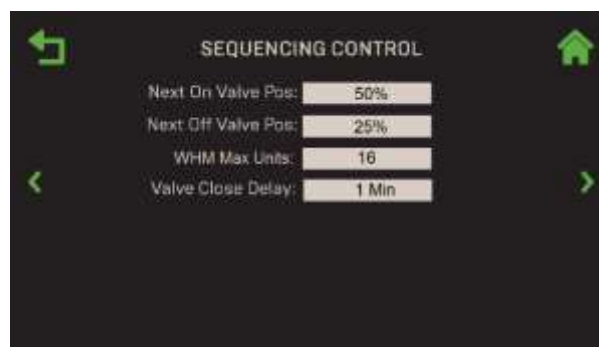 SEQUENCING CONTROL
Next On Valve Pos: 50%
Next Off Valve Pos: 25%
WHM Max Units: 16
Valve Close Delay: 1 Min